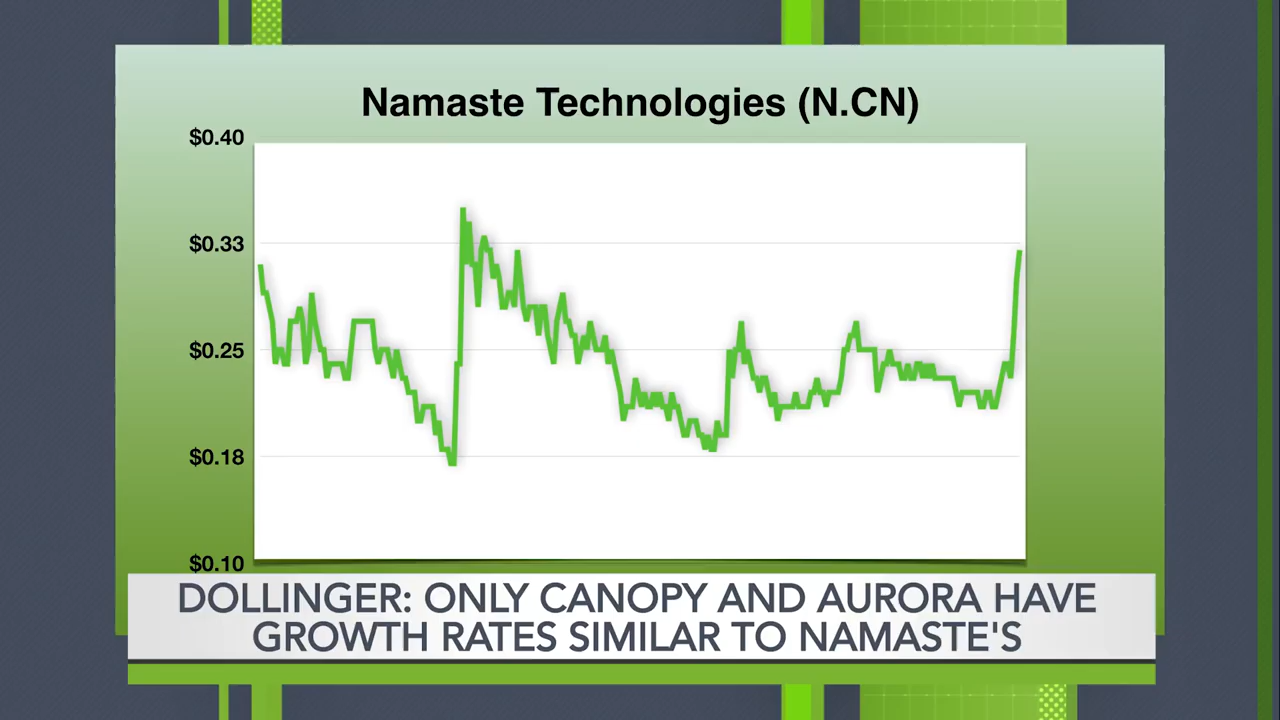 Namaste Technologies (N.CN)
$0.40
$0.33
$0.25
$0.18
$0.10
DOLLINGER: ONLY CANOPY AND AURORA HAVE
GROWTH RATES SIMILAR TO NAMASTE'S